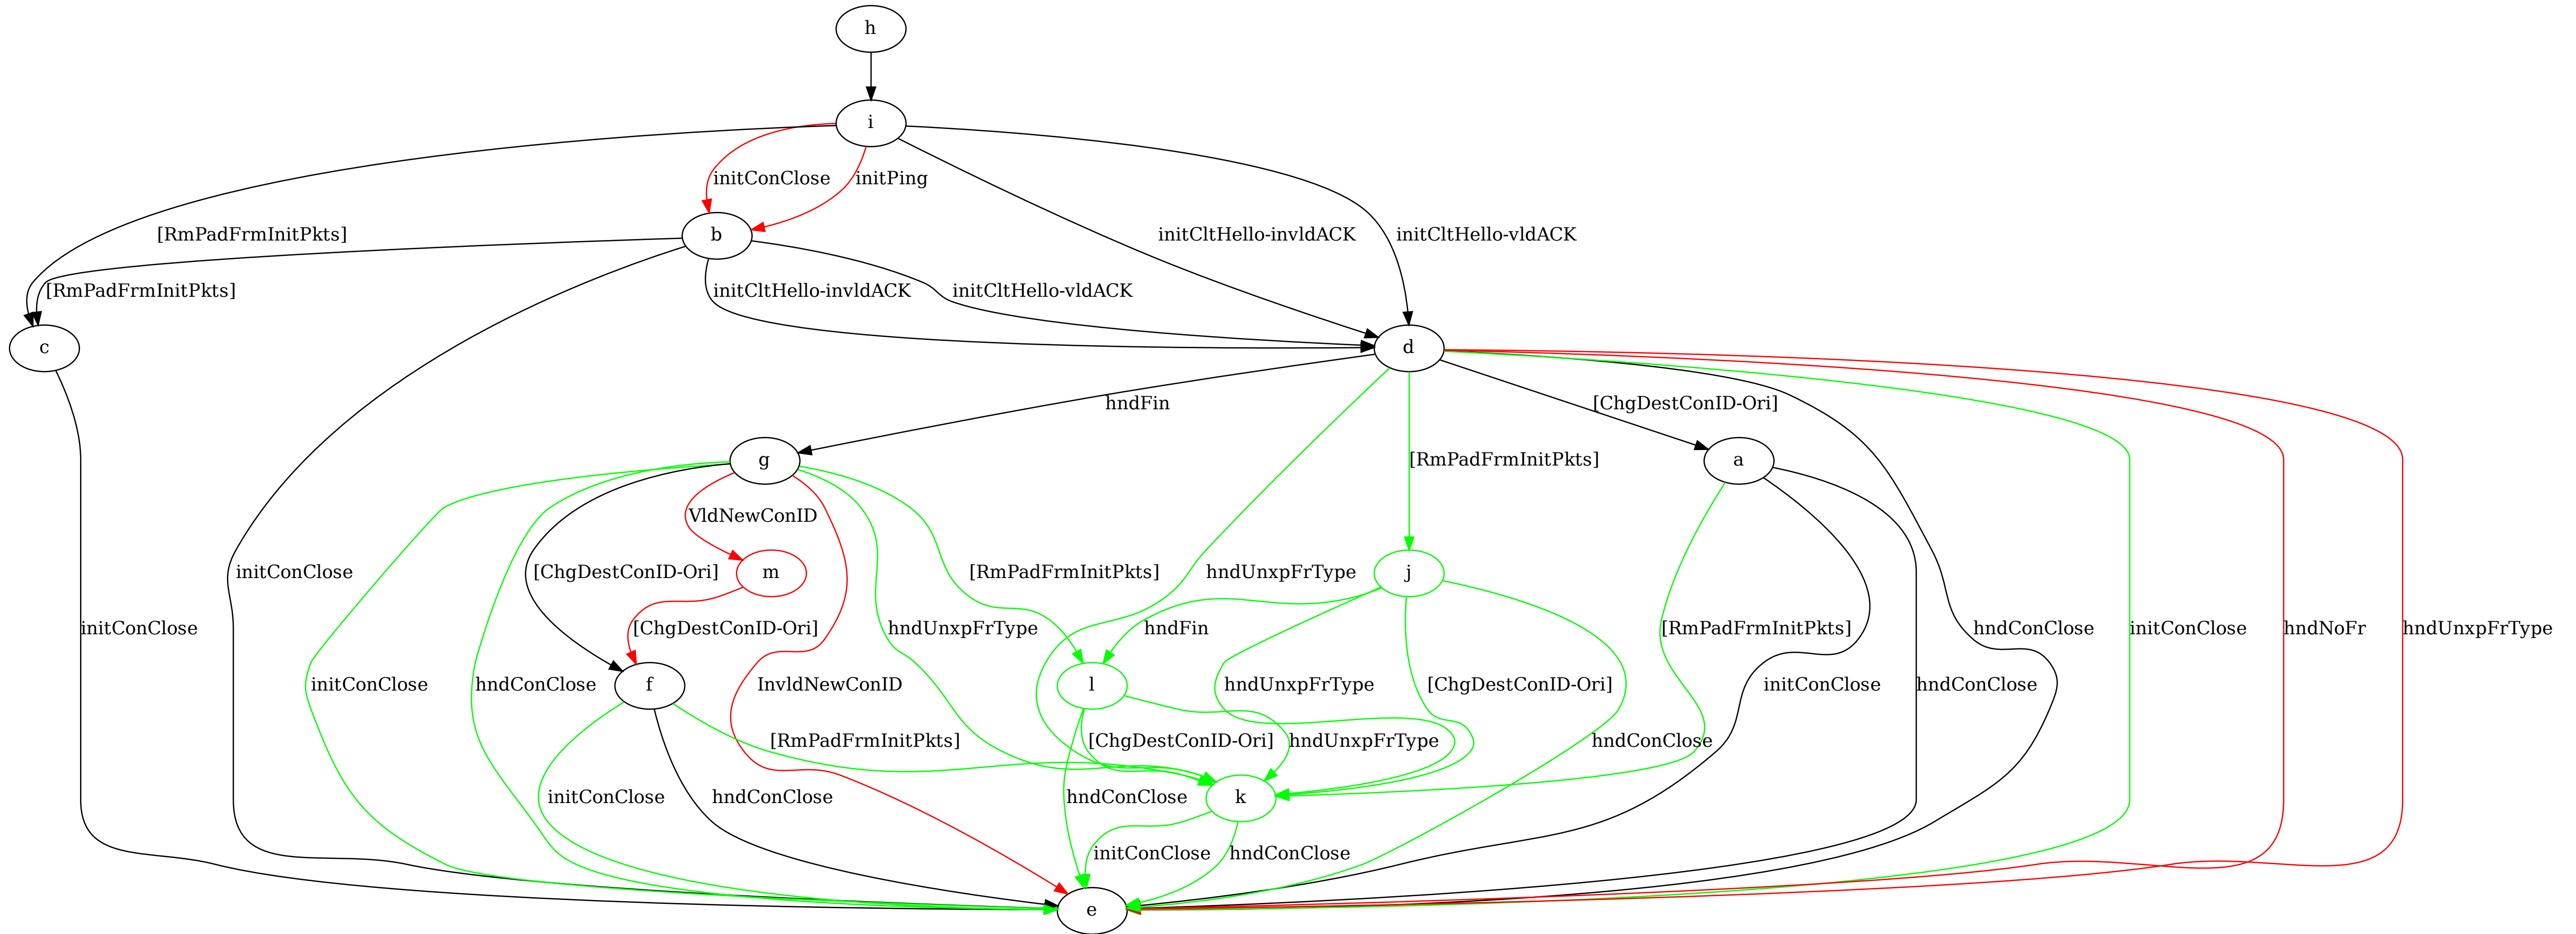 h
i
initConClose
initPing
[RmPadFrmInitPkts]
b
initCltHello-invldACK
initCltHello-vldACK
[RmPadFrmInitPkts]
initCltHello-invldACK
initCltHello-vldACK
c
d
hndFin
[ChgDestConID-Ori]
g
[RmPadFrmInitPkts]
a
VldNewConID
initConClose
[ChgDestConID-Ori]
m
[RmPadFrmInitPkts]
hndUnxpFrType
j
initConClose
[ChgDestConID-Ori]
hndUnxpFrType
hndFin
[RmPadFrmInitPkts]
hndConClose
initConClose
hndNoFr
hndUnxpFrType
initConClose
hndConClose
f
InvldNewConID
l
hndUnxpFrType
[ChgDestConID-Ori]
initConClose
hndConClose
[RmPadFrmInitPkts]
[ChgDestConID-Ori]
hndUnxpFrType
hndConClose
initConClose
hndConClose
hndConClose
k
initConClose
hndConClose
e